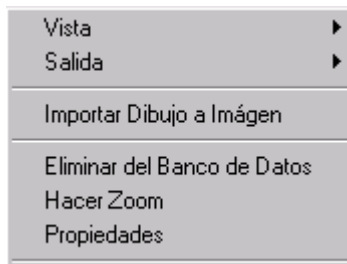 Vista
Salida
Importar Dibujo a Imágen
Eliminar del Banco de Datos
Hacer Zoom
Propiedades